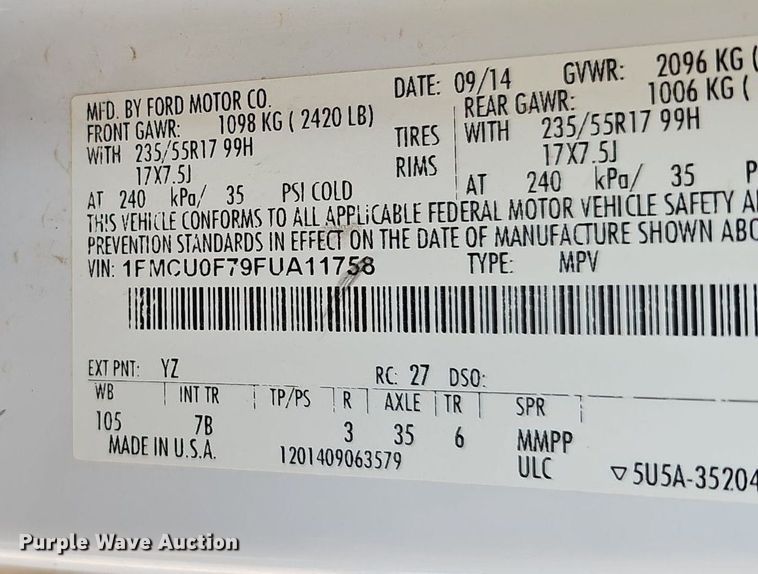 MFD. BY FORD MOTOR CO. DATE: 09/14 GVWR: 2096 KG (
FRONT GAWR: 1098 KG ( 2420 LB) REAR GAWR: 1006 KG (
WITH 235/55R17 99H TIRES WITH 235/55R17 99H
17X7.5J RIMS 17X7.5J
AT 240 kPa/ 35 PSI COLD AT 240 kPa/ 35 P
THIS VEHICLE CONFORMS TO ALL APPLICABLE FEDERAL MOTOR VEHICLE SAFETY A
PREVENTION STANDARDS IN EFFECT ON THE DATE OF MANUFACTURE SHOWN ABO
VIN: 1FMCU0F79FUA11758 TYPE: MPV
EXT PNT: YZ RC: 27 DSO:
WB INT TR TP/PS R AXLE TR SPR
105 7B 3 35 6 MMPP
MADE IN U.S.A. 1201409063579 ULC ▽5U5A-35204
Purple Wave Auction